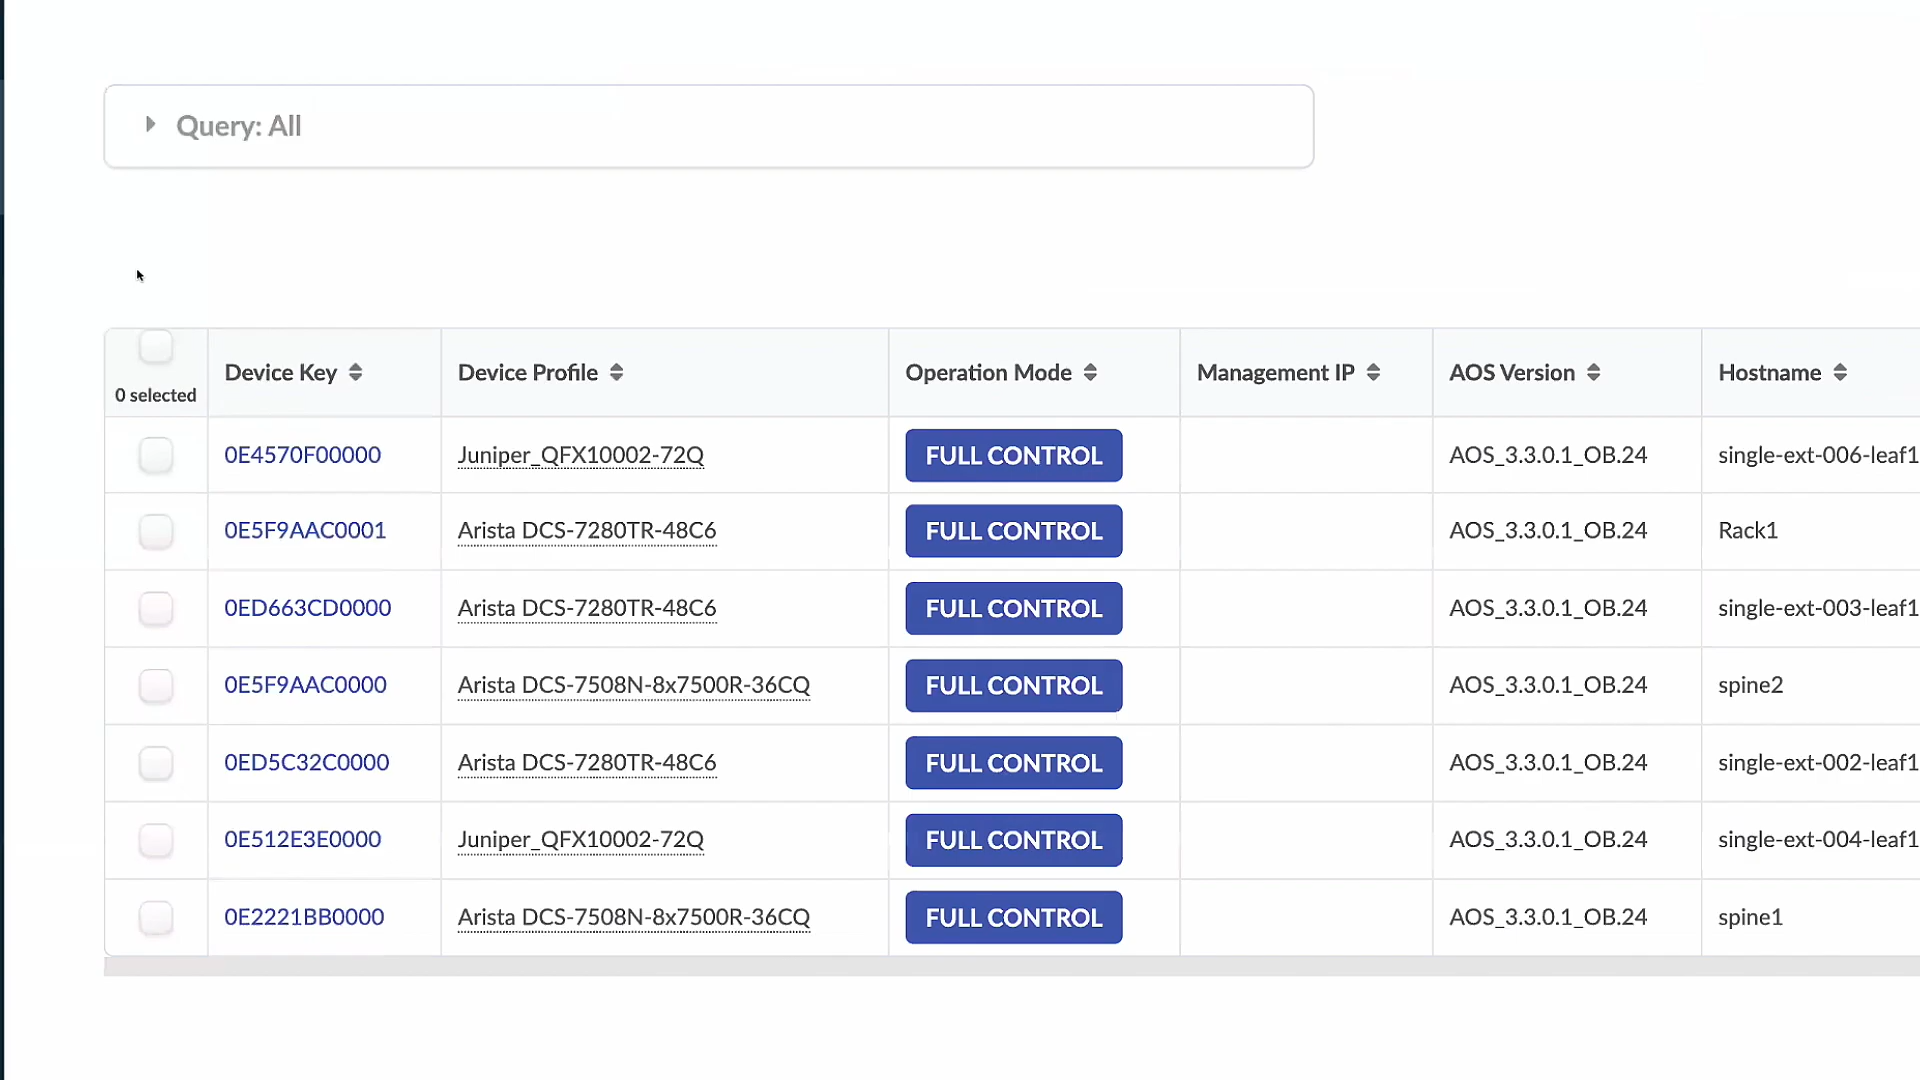 Query: All
0 selected
Device Key
Device Profile
Operation Mode
Management IP
AOS Version
Hostname
0E4570F00000 Juniper_QFX10002-72Q FULL CONTROL AOS_3.3.0.1_OB.24 single-ext-006-leaf1
0E5F9AAC0001 Arista DCS-7280TR-48C6 FULL CONTROL AOS_3.3.0.1_OB.24 Rack1
0ED663CD0000 Arista DCS-7280TR-48C6 FULL CONTROL AOS_3.3.0.1_OB.24 single-ext-003-leaf1
0E5F9AAC0000 Arista DCS-7508N-8x7500R-36CQ FULL CONTROL AOS_3.3.0.1_OB.24 spine2
0ED5C32C0000 Arista DCS-7280TR-48C6 FULL CONTROL AOS_3.3.0.1_OB.24 single-ext-002-leaf1
0E512E3E0000 Juniper_QFX10002-72Q FULL CONTROL AOS_3.3.0.1_OB.24 single-ext-004-leaf1
0E2221BB0000 Arista DCS-7508N-8x7500R-36CQ FULL CONTROL AOS_3.3.0.1_OB.24 spine1